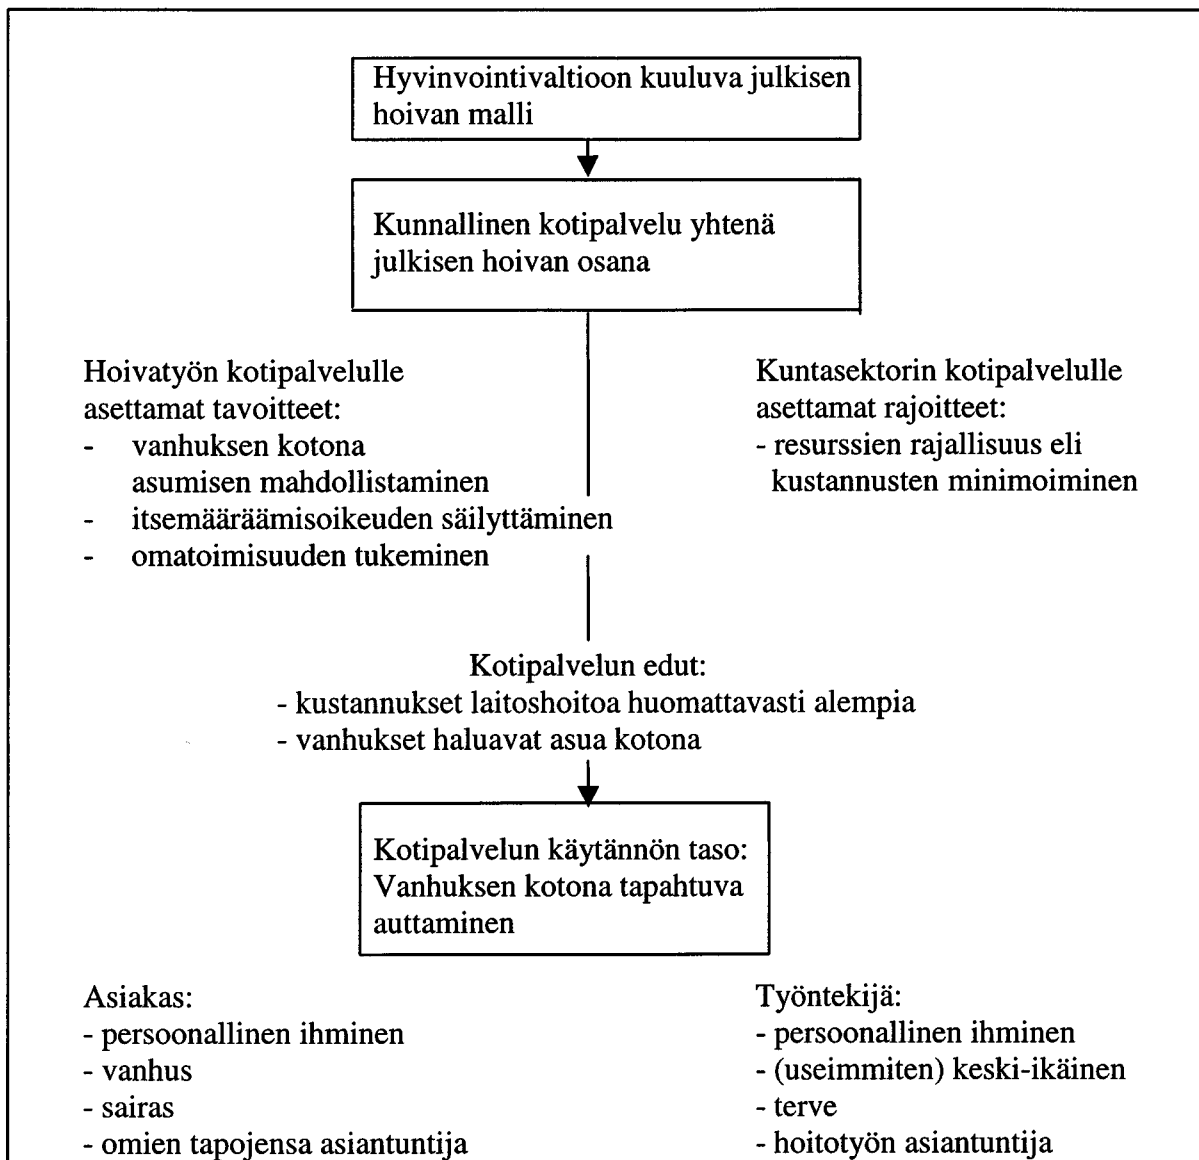 Hyvinvointivaltioon kuuluva julkisen
hoivan malli
Kunnallinen kotipalvelu yhtenä
julkisen hoivan osana
Hoivatyön kotipalvelulle
asettamat tavoitteet:
- vanhuksen kotona
asumisen mahdollistaminen
- itsemääräämisoikeuden säilyttäminen
- omatoimisuuden tukeminen
Kuntasektorin kotipalvelulle
asettamat rajoitteet:
- resurssien rajallisuus eli
kustannusten minimoiminen
Kotipalvelun edut:
- kustannukset laitoshoitoa huomattavasti alempia
- vanhukset haluavat asua kotona
Kotipalvelun käytännön taso:
Vanhuksen kotona tapahtuva
auttaminen
Asiakas:
- persoonallinen ihminen
- vanhus
- sairas
- omien tapojensa asiantuntija
Työntekijä:
- persoonallinen ihminen
- (useimmiten) keski-ikäinen
- terve
- hoitotyön asiantuntija